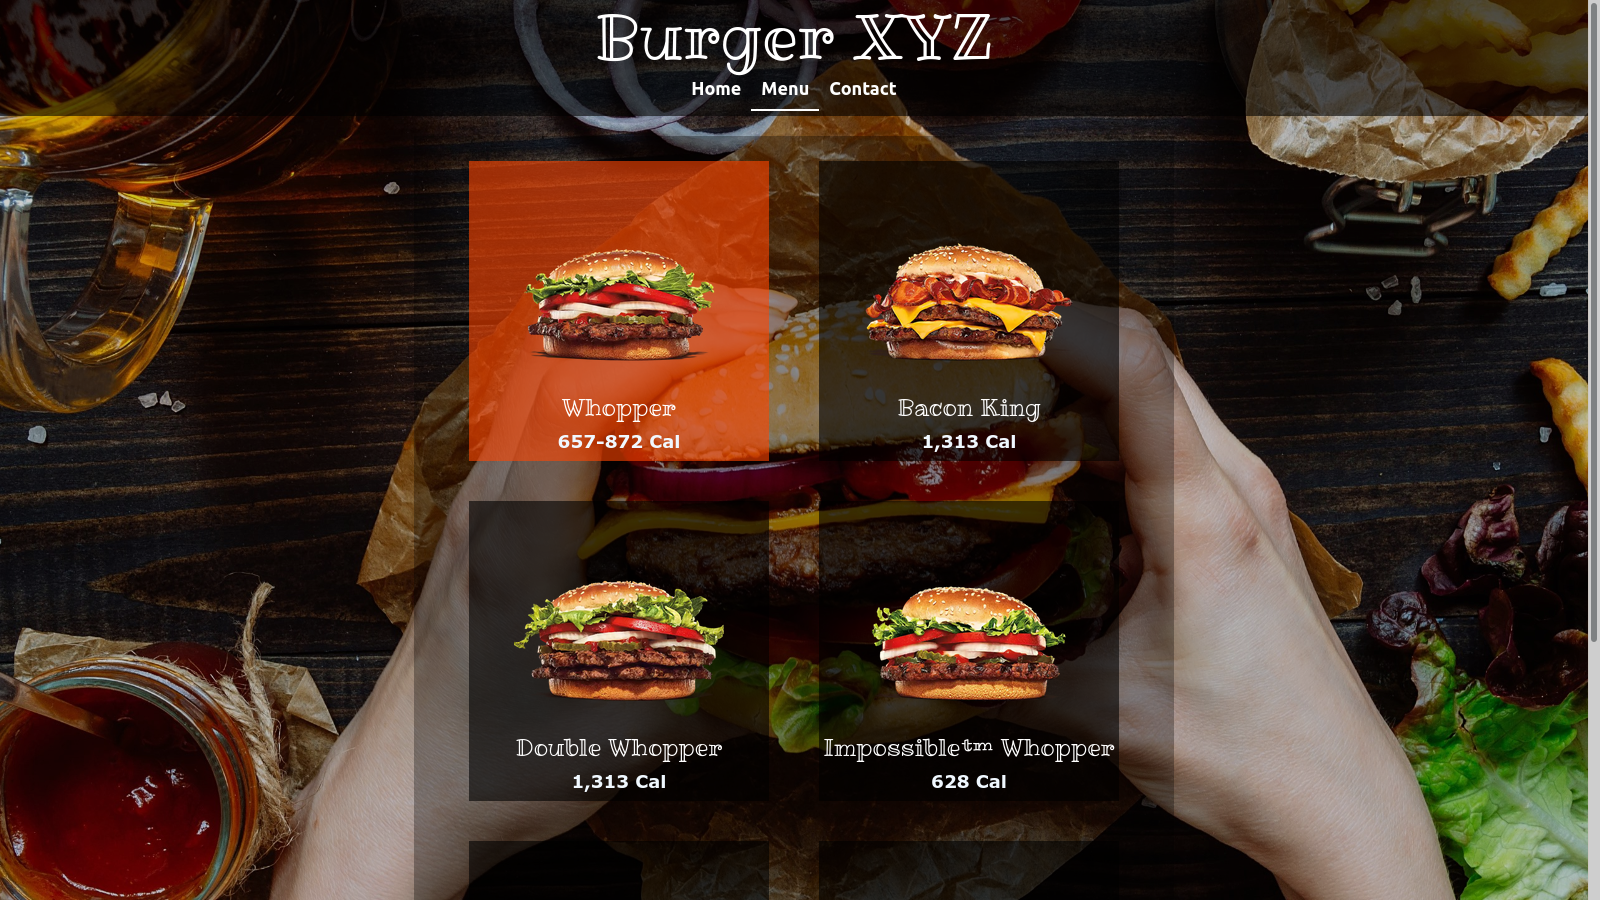 Burger XYZ
Home Menu Contact
Whopper
657-872 Cal
Bacon King
1,313 Cal
Double Whopper
1,313 Cal
Impossible™ Whopper
628 Cal